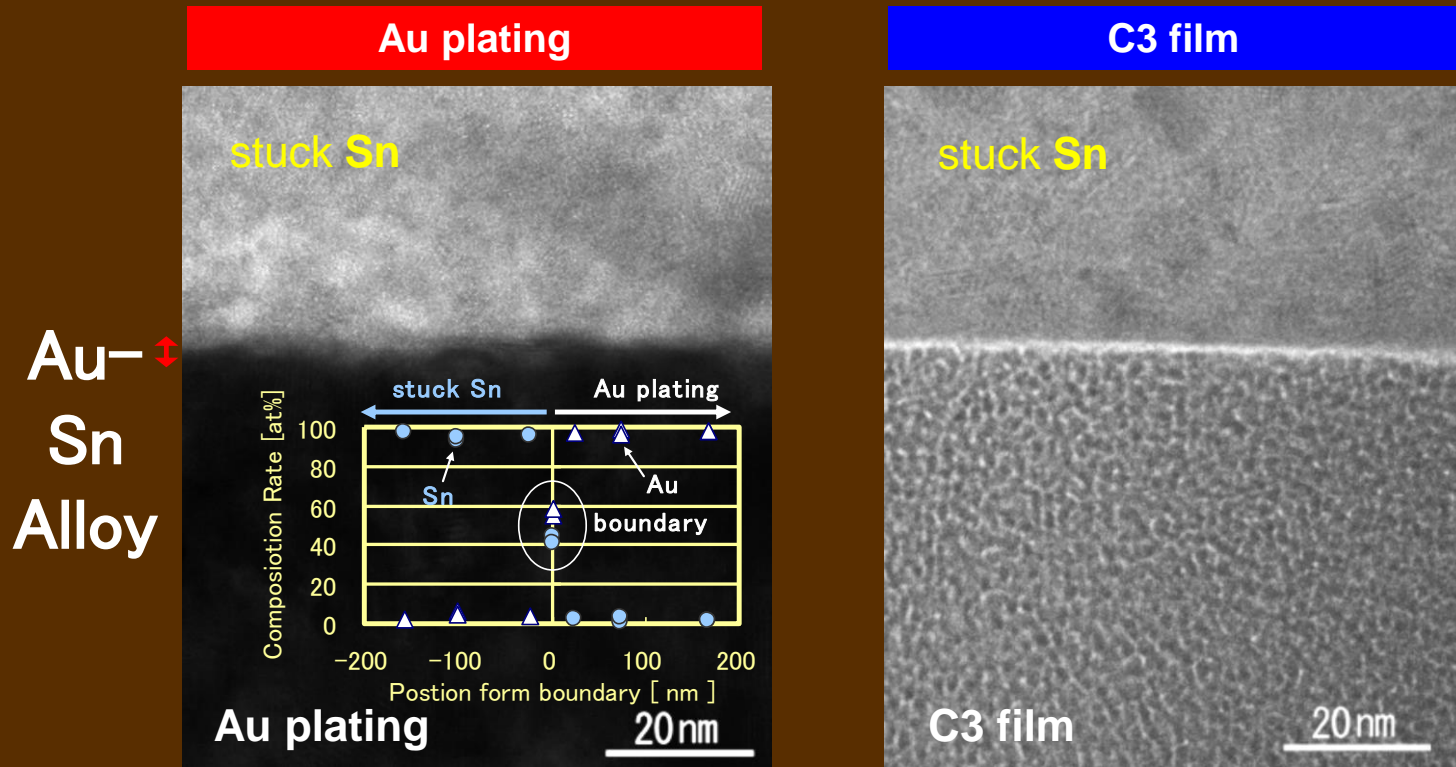 Au plating
C3 film
stuck Sn
stuck Sn
Au−
Sn
Alloy
stuck Sn
Au plating
Composiotion Rate [at%]
100
80
60
40
20
0
Sn
Au
boundary
−200 −100 0 100 200
Postion form boundary [ nm ]
Au plating
20nm
C3 film
20nm